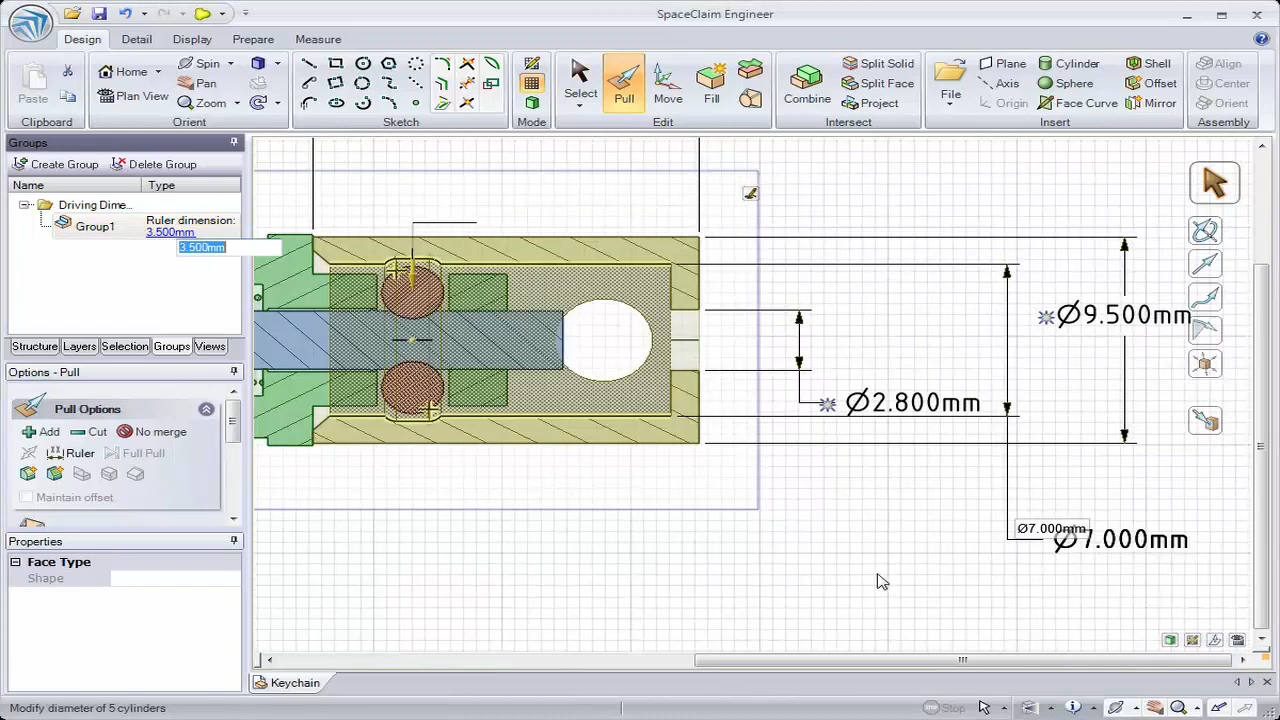 SpaceClaim Engineer
Design Detail Display Prepare Measure
Paste
Clipboard
Home Spin
Plan View Pan
Zoom
Orient
Sketch
Mode
Select Pull Move Fill
Edit
Combine
Split Solid
Split Face
Project
Intersect
File
Plane Cylinder Shell
Axis Sphere Offset
Origin Face Curve Mirror
Insert
Align
Center
Orient
Assembly
Groups
Create Group Delete Group
Name Type
Driving Dime...
Group1 Ruler dimension:
3.500mm
3.500mm
Structure Layers Selection Groups Views
Options - Pull
Pull Options
Add Cut No merge
Ruler Full Pull
Maintain offset
Properties
Face Type
Shape
Ø9.500mm
Ø2.800mm
Ø7.000mm
Ø7.000mm
Keychain
Modify diameter of 5 cylinders
Stop